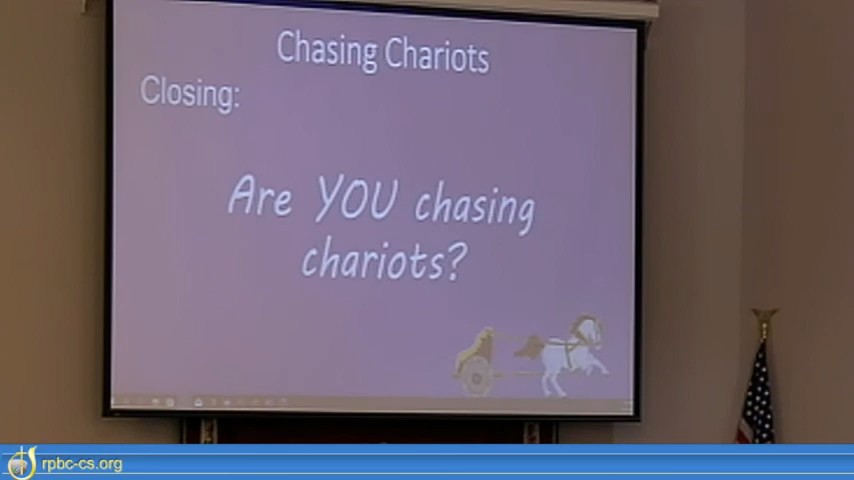 Chasing Chariots
Closing:
Are YOU chasing
chariots?
rpbc-cs.org